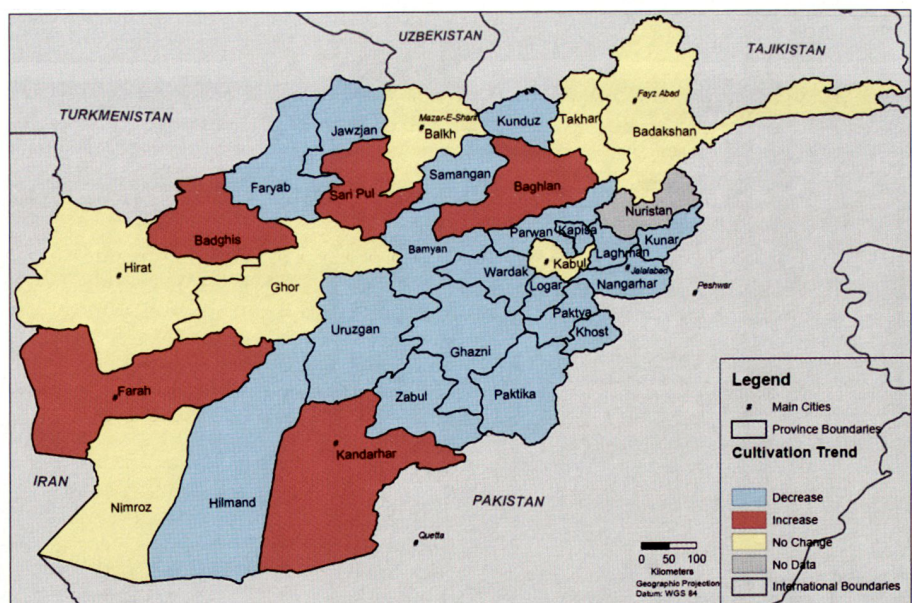 UZBEKISTAN
TAJIKISTAN
TURKMENISTAN
Fayz Abad
Badakshan
Mazar-E-Sharif
Balkh
Jawzjan
Kunduz
Takhar
Faryab
Sari Pul
Samangan
Baghlan
Nuristan
Badghis
Parwan
Kapisa
Kunar
Bamyan
Laghman
Hirat
Ghor
Wardak
Kabul
Jalalabad
Logar
Nangarhar
Peshwar
Uruzgan
Paktya
Khost
Ghazni
Farah
Zabul
Paktika
Kandarhar
IRAN
Nimroz
Hilmand
PAKISTAN
Quetta
0 50 100
Kilometers
Geographic Projection
Datum: WGS 84
Legend
# Main Cities
Province Boundaries
Cultivation Trend
Decrease
Increase
No Change
No Data
International Boundaries